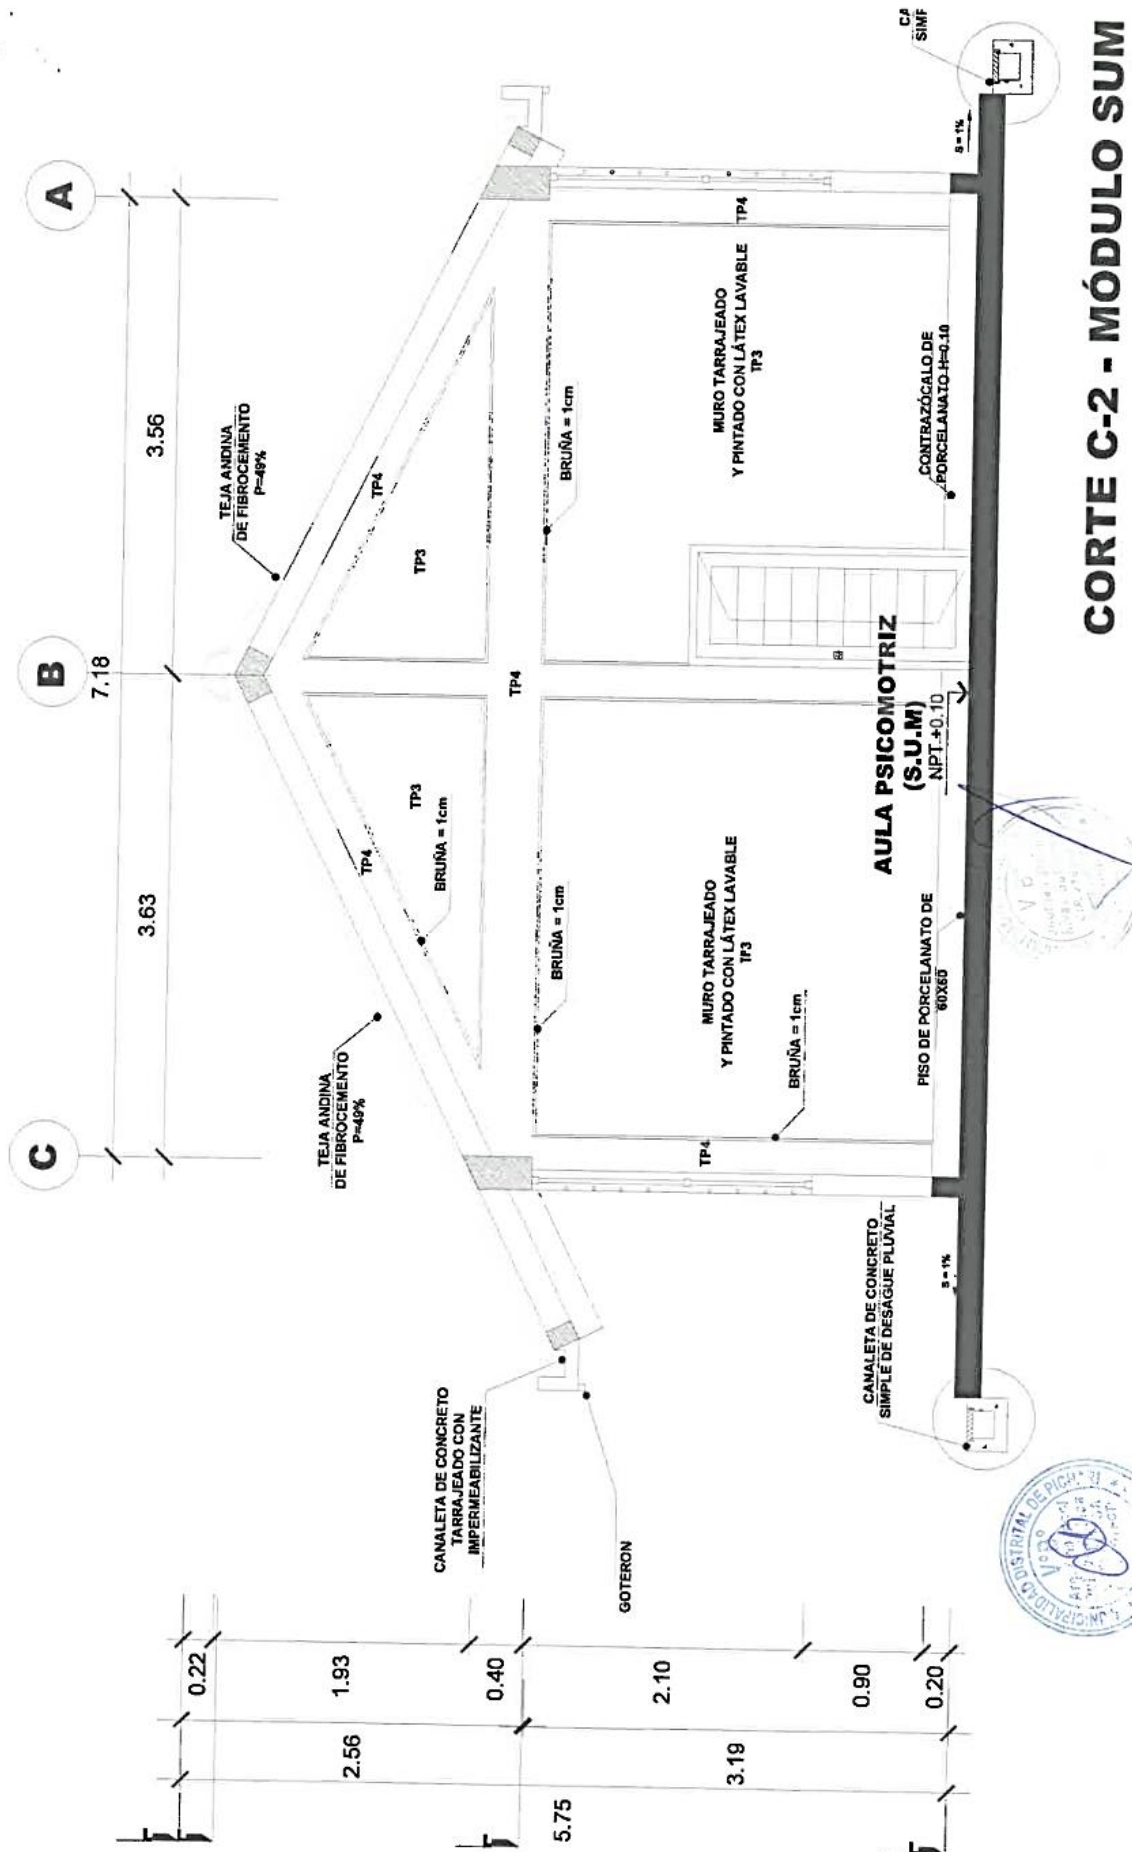 A
B
C
7.18
3.56
3.63
TEJA ANDINA
DE FIBROCEMENTO
P=49%
TEJA ANDINA
DE FIBROCEMENTO
P=49%
TP4
TP4
TP3
TP3
BRUÑA = 1cm
BRUÑA = 1cm
BRUÑA = 1cm
TP4
MURO TARRAJEADO
Y PINTADO CON LÁTEX LAVABLE
TP3
MURO TARRAJEADO
Y PINTADO CON LÁTEX LAVABLE
TP3
TP4
TP4
BRUÑA = 1cm
AULA PSICOMOTRIZ
(S.U.M)
NPT.+0.10
CONTRAZÓCALO DE
PORCELANATO H=0.10
PISO DE PORCELANATO DE
60X60
CANALETA DE CONCRETO
TARRAJEADO CON
IMPERMEABILIZANTE
GOTERON
CANALETA DE CONCRETO
SIMPLE DE DESAGUE PLUVIAL
S=1%
S=1%
CA
SIMP
0.22
1.93
0.40
2.10
0.90
0.20
2.56
3.19
5.75
CORTE C-2 - MÓDULO SUM
MUNICIPALIDAD DISTRITAL DE
V°B°